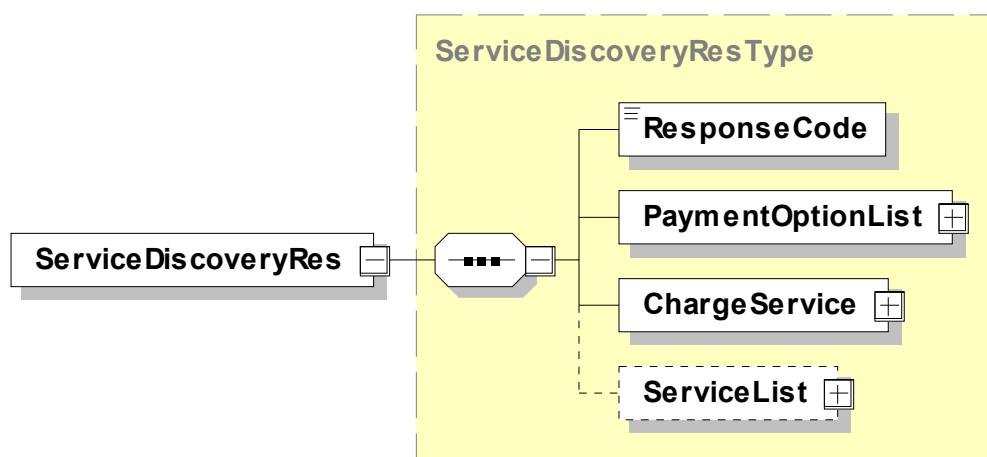 ServiceDiscoveryResType
ResponseCode
PaymentOptionList
ServiceDiscoveryRes
ChargeService
ServiceList